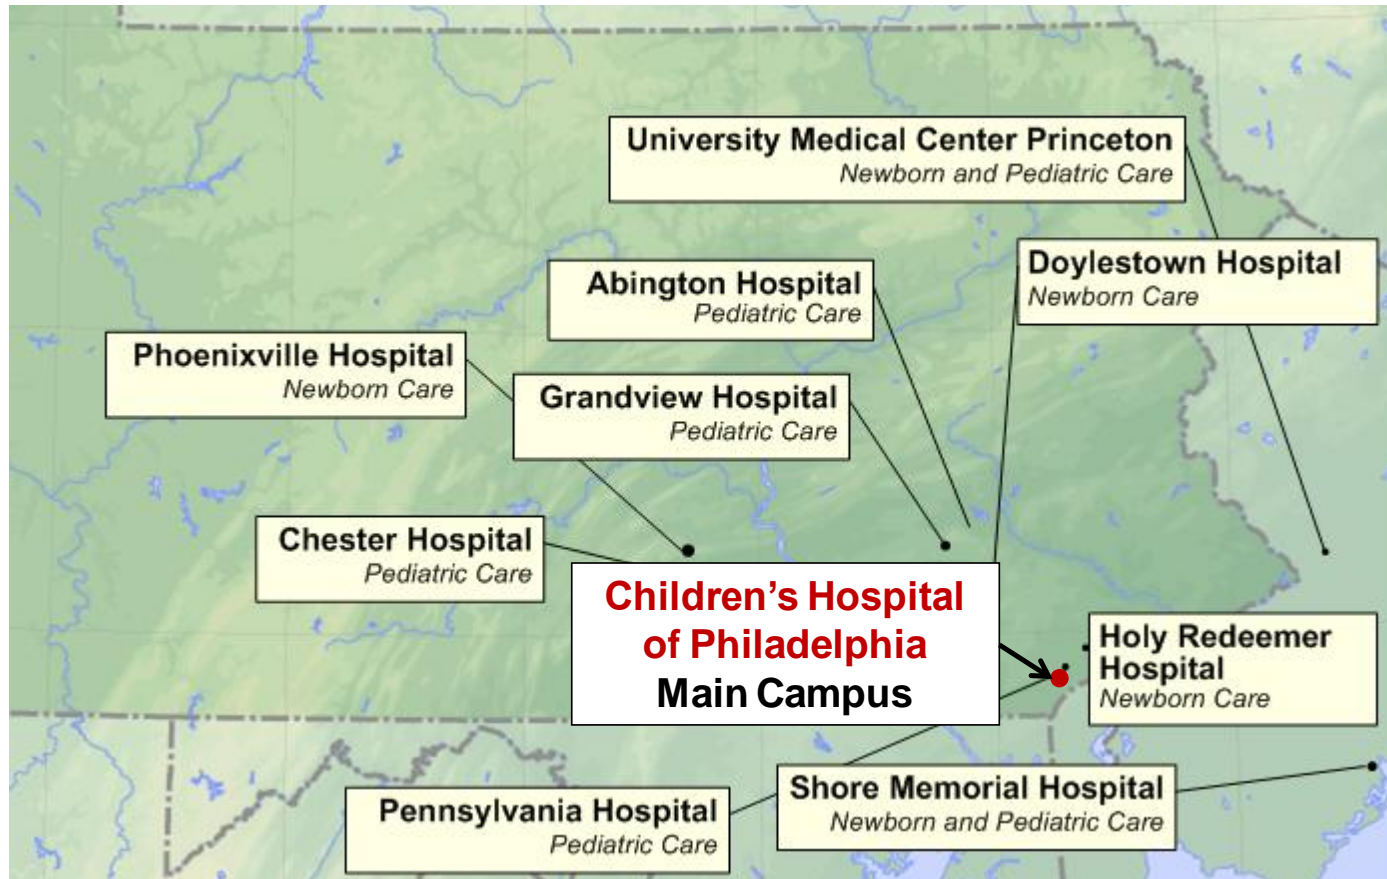 University Medical Center Princeton
Newborn and Pediatric Care
Doylestown Hospital
Newborn Care
Abington Hospital
Pediatric Care
Phoenixville Hospital
Newborn Care
Grandview Hospital
Pediatric Care
Chester Hospital
Pediatric Care
Children's Hospital
of Philadelphia
Main Campus
Holy Redeemer
Hospital
Newborn Care
Shore Memorial Hospital
Newborn and Pediatric Care
Pennsylvania Hospital
Pediatric Care